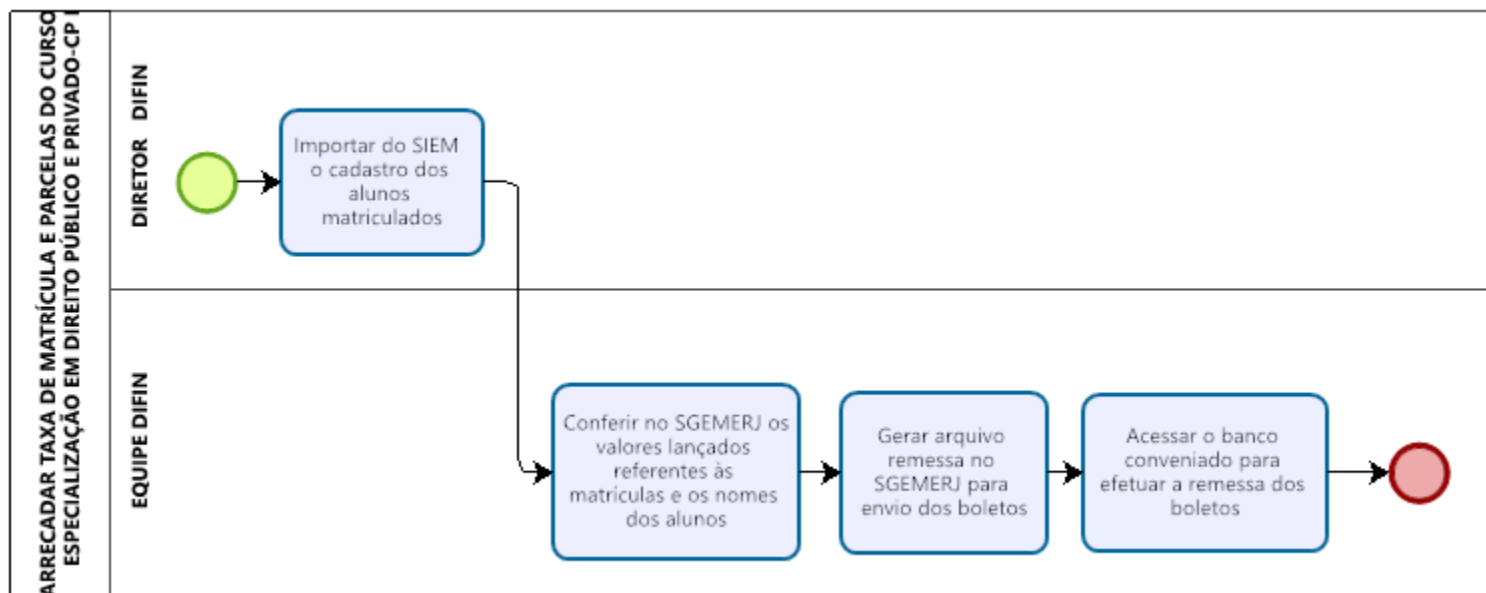 ARRECADAR TAXA DE MATRÍCULA E PARCELAS DO CURSO
ESPECIALIZAÇÃO EM DIREITO PÚBLICO E PRIVADO-CP
DIRETOR DIFIN
Importar do SIEM
o cadastro dos
alunos
matriculados
EQUIPE DIFIN
Conferir no SGEMERJ os
valores lançados
referentes às
matrículas e os nomes
dos alunos
Gerar arquivo
remessa no
SGEMERJ para
envio dos boletos
Acessar o banco
conveniado para
efetuar a remessa dos
boletos